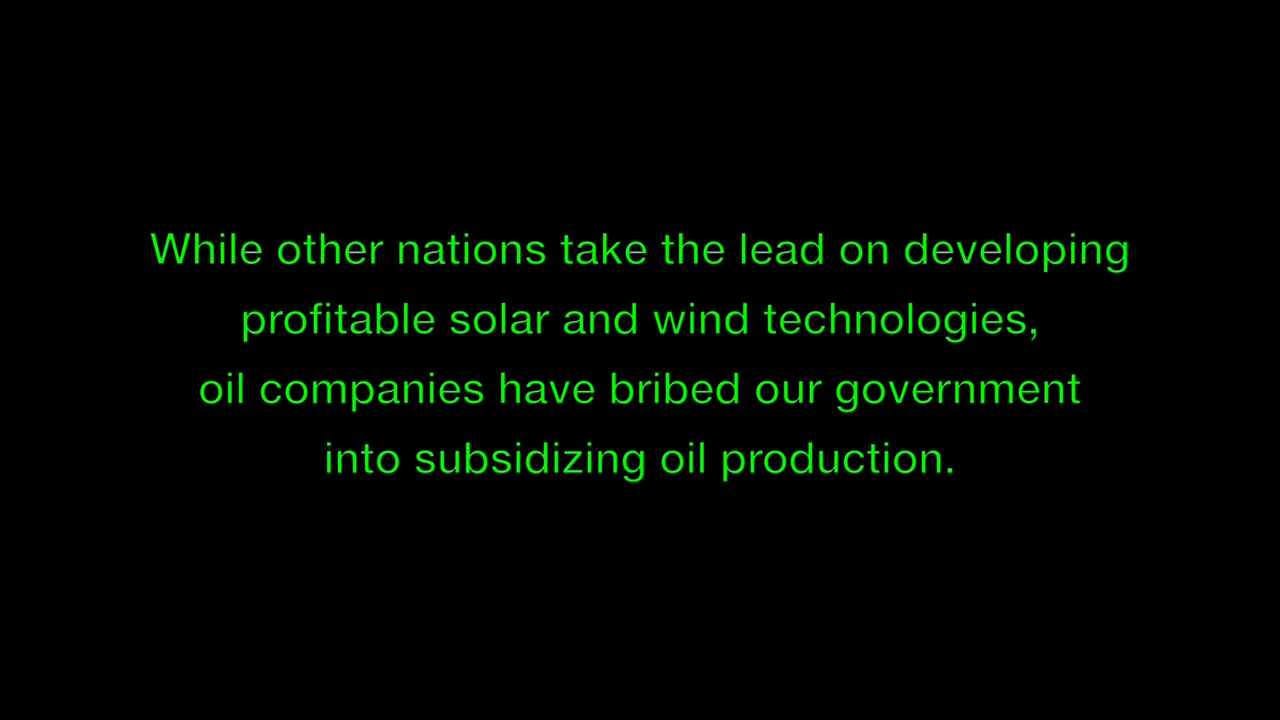 While other nations take the lead on developing
profitable solar and wind technologies,
oil companies have bribed our government
into subsidizing oil production.